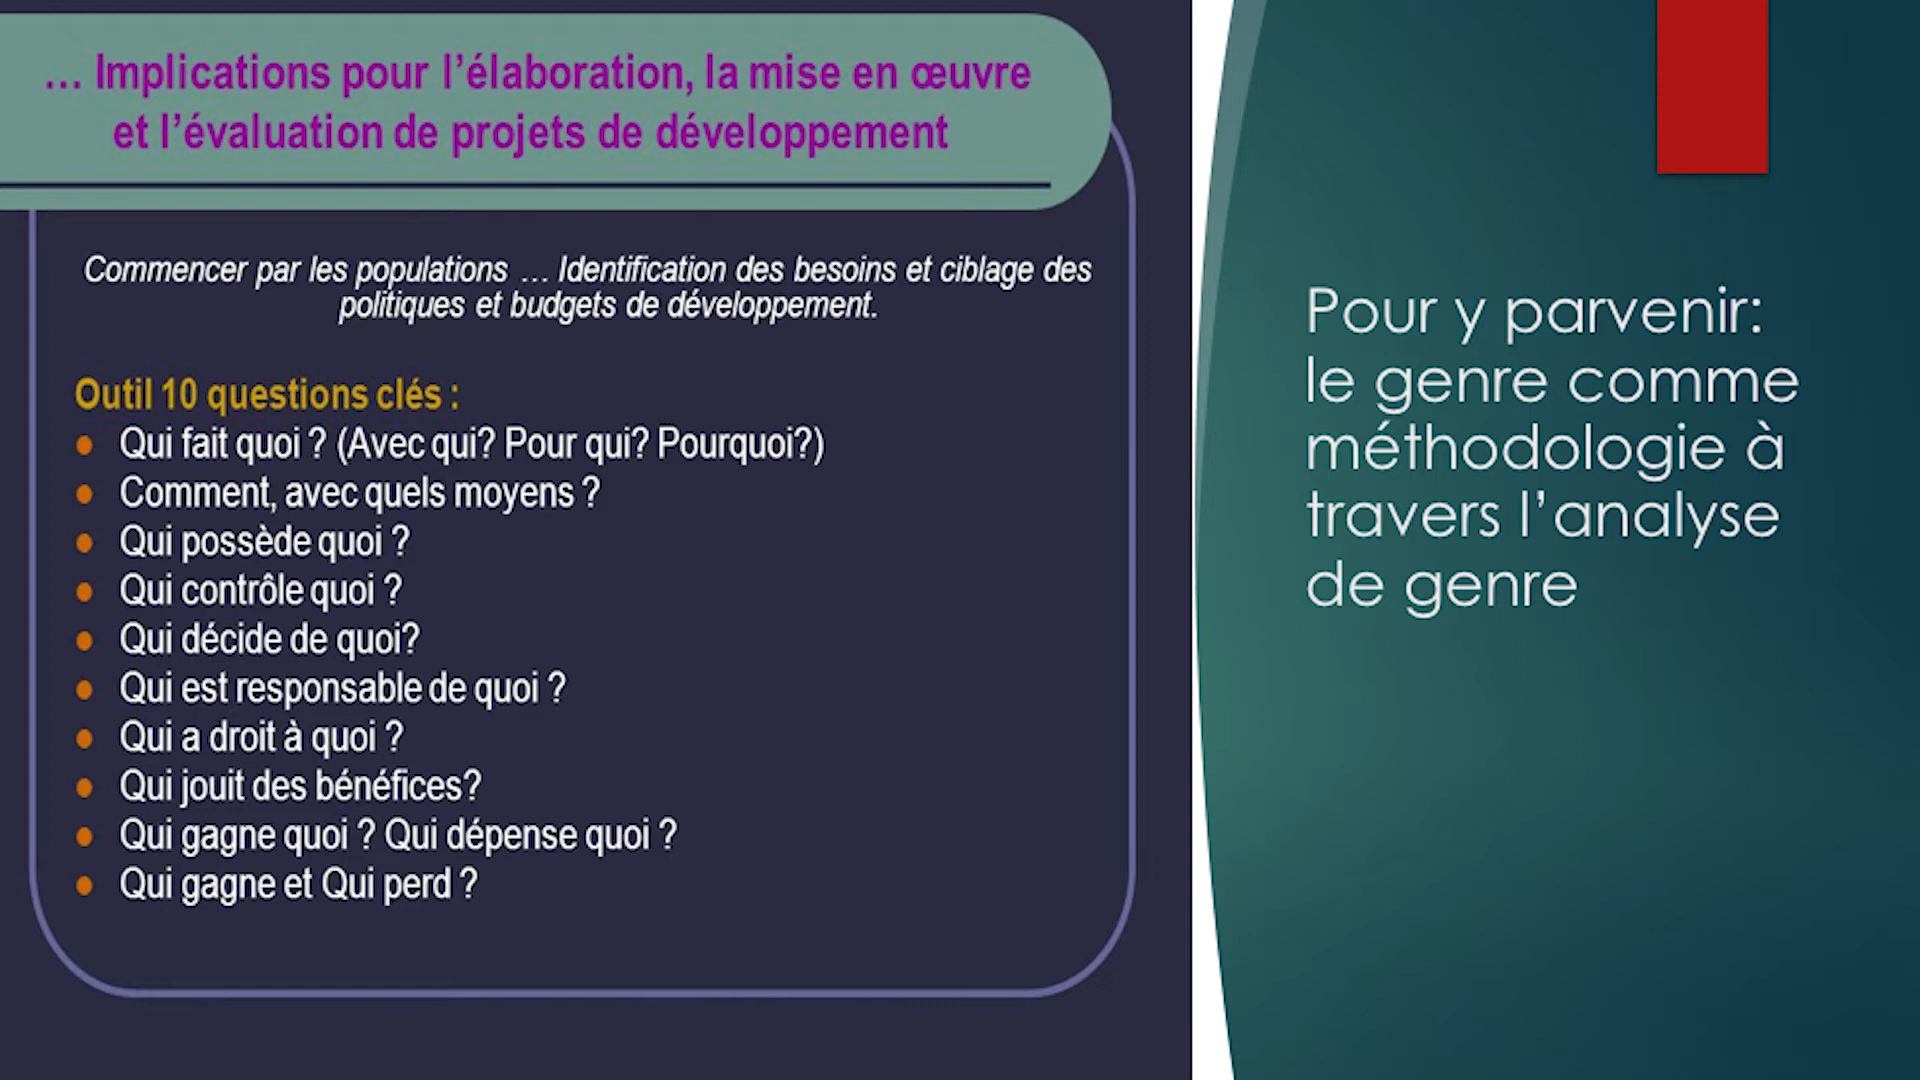 ... Implications pour l’élaboration, la mise en œuvre
et l’évaluation de projets de développement
Commencer par les populations ... Identification des besoins et ciblage des
politiques et budgets de développement.
Outil 10 questions clés :
Qui fait quoi ? (Avec qui? Pour qui? Pourquoi?)
Comment, avec quels moyens ?
Qui possède quoi ?
Qui contrôle quoi ?
Qui décide de quoi?
Qui est responsable de quoi ?
Qui a droit à quoi ?
Qui jouit des bénéfices?
Qui gagne quoi ? Qui dépense quoi ?
Qui gagne et Qui perd ?
Pour y parvenir:
le genre comme
méthodologie à
travers l’analyse
de genre